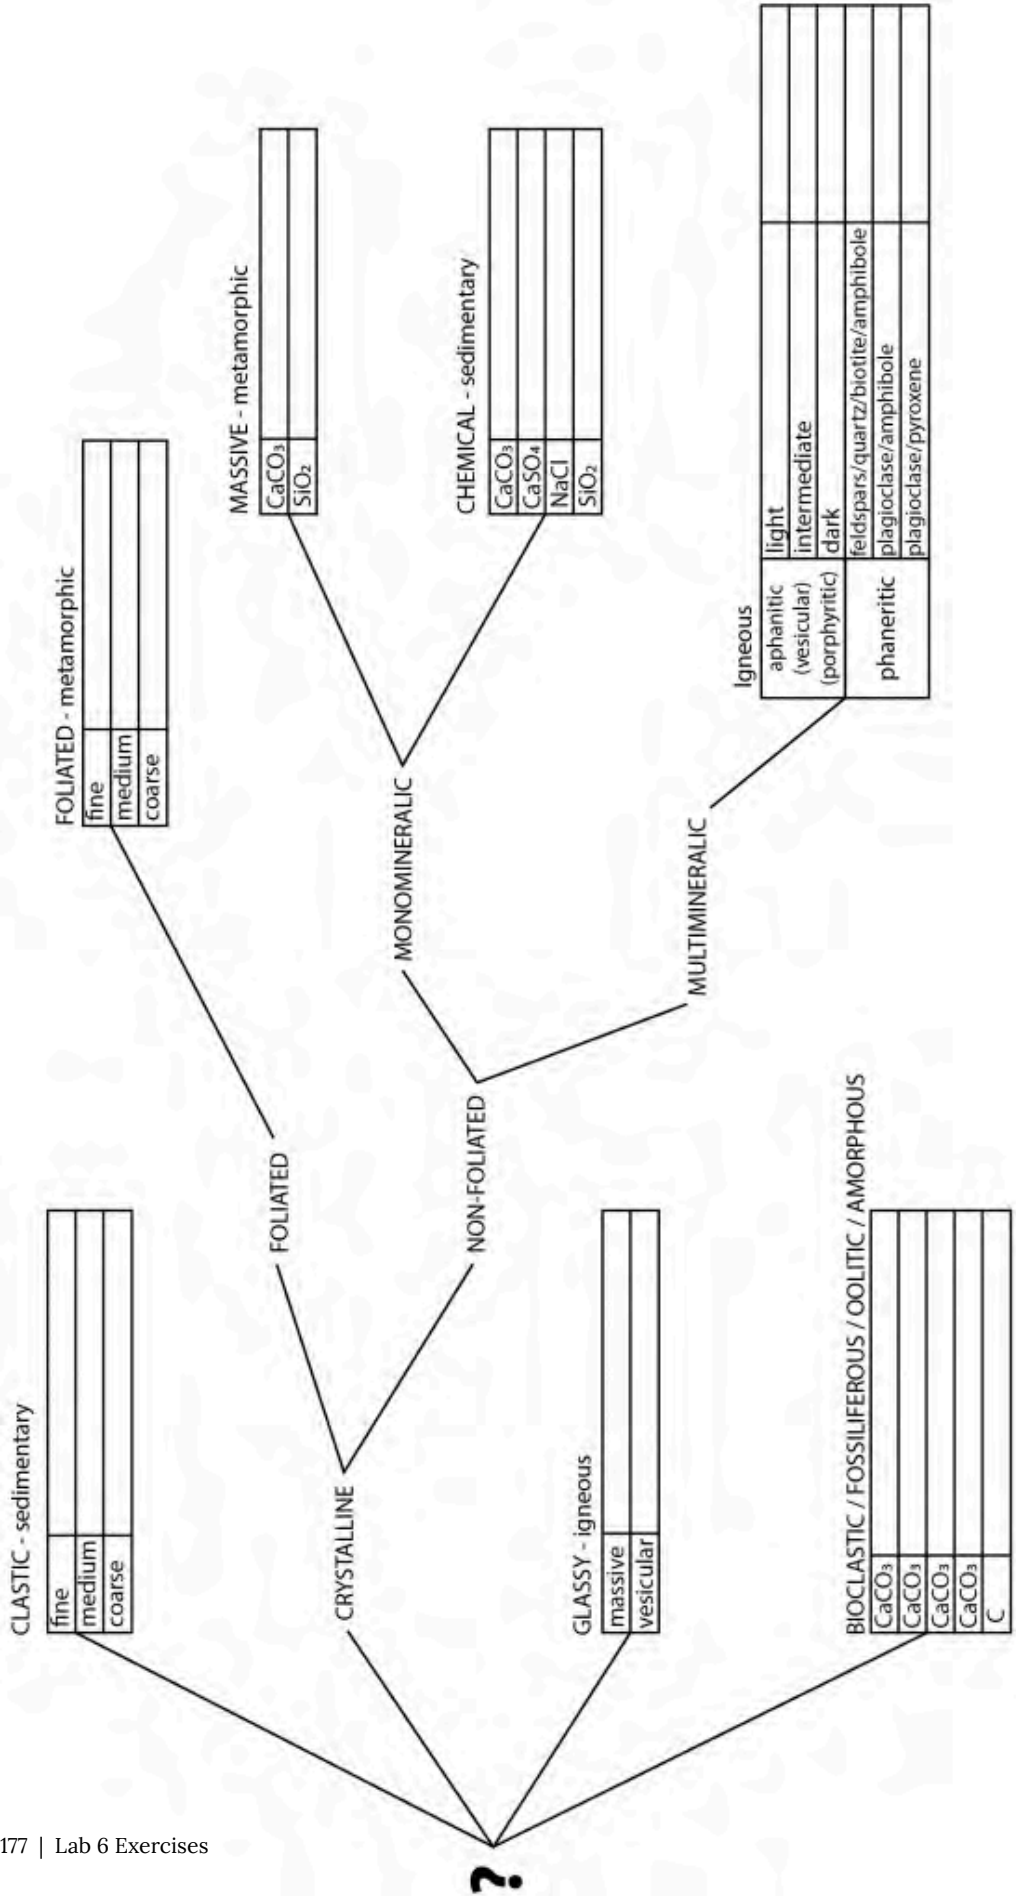 ?
CLASTIC - sedimentary
fine
medium
coarse
CRYSTALLINE
FOLIATED
FOLIATED - metamorphic
fine
medium
coarse
NON-FOLIATED
MONOMINERALIC
MASSIVE - metamorphic
CaCO₃
SiO₂
CHEMICAL - sedimentary
CaCO₃
CaSO₄
NaCl
SiO₂
MULTIMINERALIC
Igneous
aphanitic
(vesicular)
(porphyritic)
light
intermediate
dark
phaneritic
feldspars/quartz/biotite/amphibole
plagioclase/amphibole
plagioclase/pyroxene
GLASSY - igneous
massive
vesicular
BIOCLASTIC / FOSSILIFEROUS / OOLITIC / AMORPHOUS
CaCO₃
CaCO₃
CaCO₃
CaCO₃
C
177 | Lab 6 Exercises